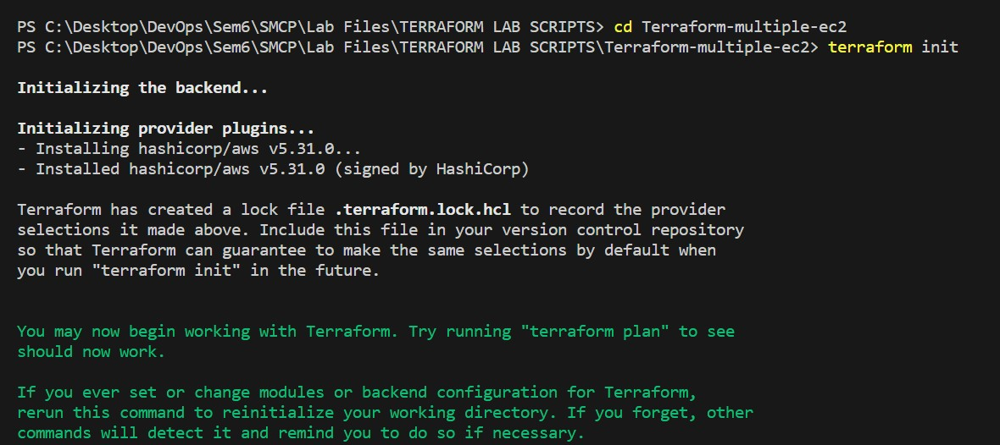 PS C:\Desktop\DevOps\Sem6\SMCP\Lab Files\TERRAFORM LAB SCRIPTS> cd Terraform-multiple-ec2
PS C:\Desktop\DevOps\Sem6\SMCP\Lab Files\TERRAFORM LAB SCRIPTS\Terraform-multiple-ec2> terraform init
Initializing the backend...
Initializing provider plugins...
- Installing hashicorp/aws v5.31.0...
- Installed hashicorp/aws v5.31.0 (signed by HashiCorp)
Terraform has created a lock file .terraform.lock.hcl to record the provider
selections it made above. Include this file in your version control repository
so that Terraform can guarantee to make the same selections by default when
you run "terraform init" in the future.
You may now begin working with Terraform. Try running "terraform plan" to see
should now work.
If you ever set or change modules or backend configuration for Terraform,
rerun this command to reinitialize your working directory. If you forget, other
commands will detect it and remind you to do so if necessary.